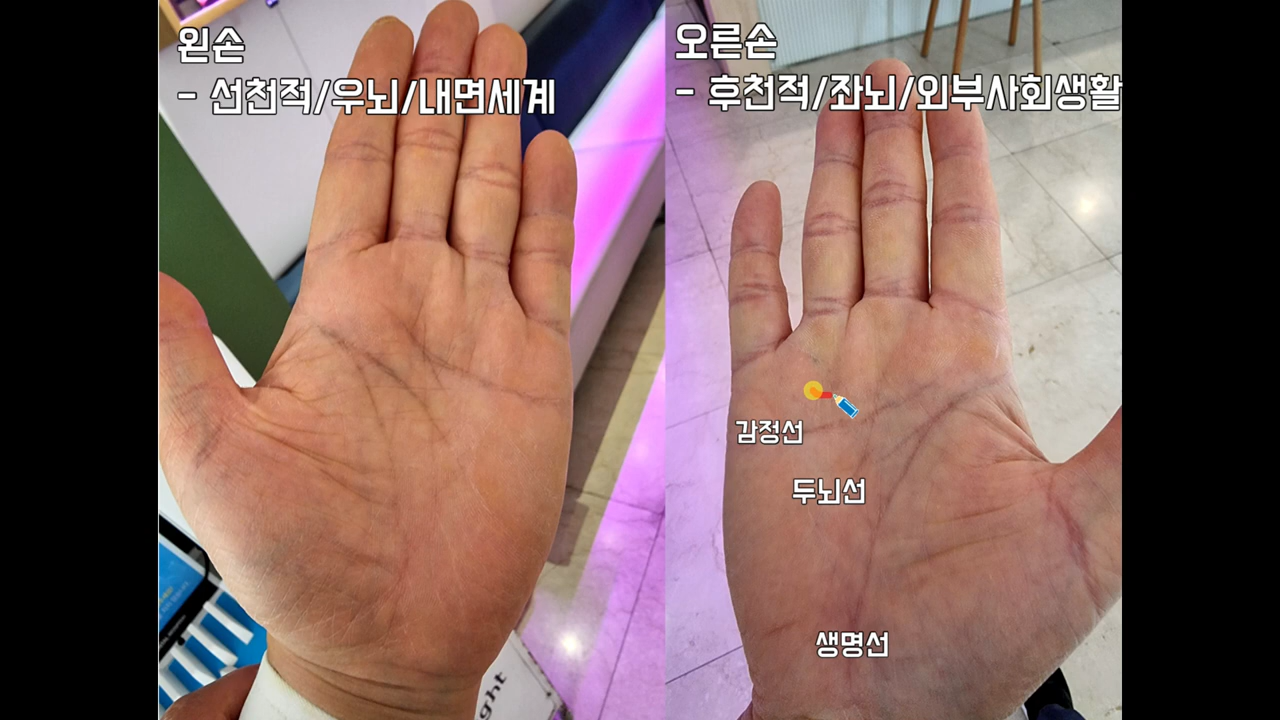 왼손
- 선천적/우뇌/내면세계
오른손
- 후천적/좌뇌/외부사회생활
감정선
두뇌선
생명선
ght